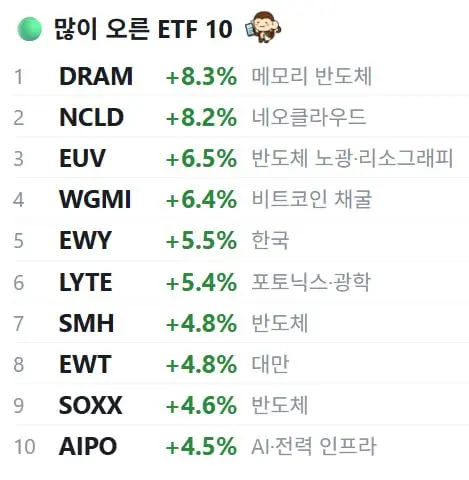 많이 오른 ETF 10
1 DRAM +8.3% 메모리 반도체
2 NCLD +8.2% 네오클라우드
3 EUV +6.5% 반도체 노광·리소그래피
4 WGMI +6.4% 비트코인 채굴
5 EWY +5.5% 한국
6 LYTE +5.4% 포토닉스·광학
7 SMH +4.8% 반도체
8 EWT +4.8% 대만
9 SOXX +4.6% 반도체
10 AIPO +4.5% AI·전력 인프라